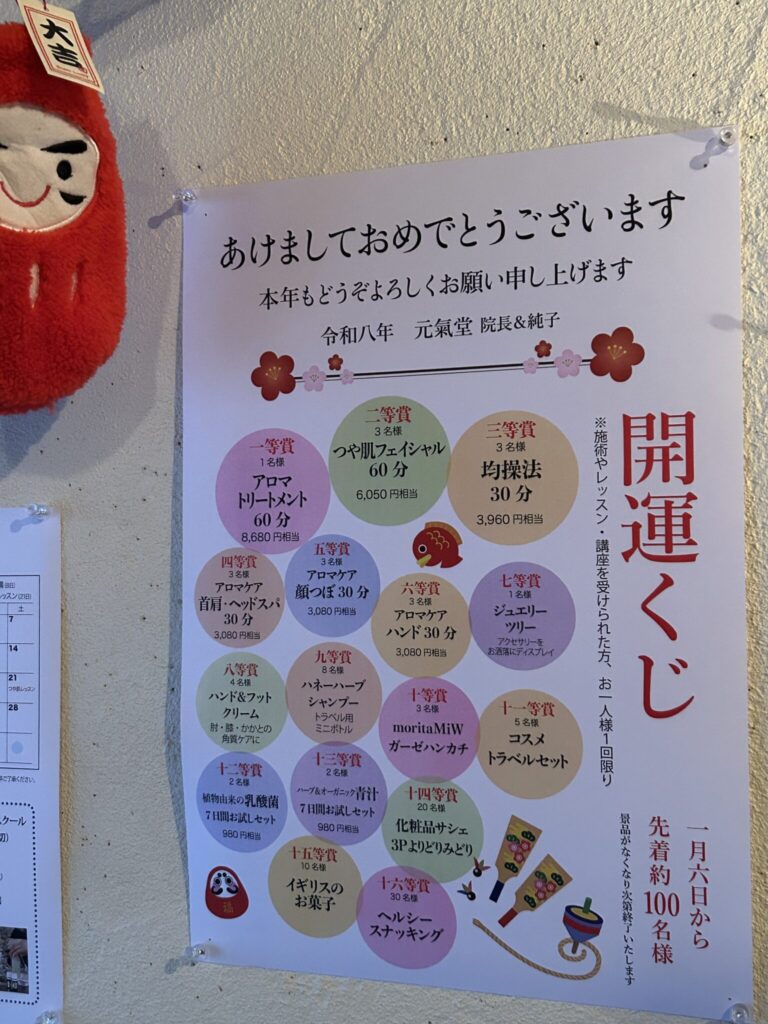 大吉
あけましておめでとうございます
本年もどうぞよろしくお願い申し上げます
令和八年　元氣堂 院長&純子
開運くじ
※施術やレッスン・講座を受けられた方、お一人様1回限り
一等賞
1名様
アロマ
トリートメント
60分
8,680円相当
二等賞
3名様
つや肌フェイシャル
60分
6,050円相当
三等賞
3名様
均操法
30分
3,960円相当
四等賞
3名様
アロマケア
首肩・ヘッドスパ
30分
3,080円相当
五等賞
3名様
アロマケア
顔つぼ30分
3,080円相当
六等賞
3名様
アロマケア
ハンド30分
3,080円相当
七等賞
1名様
ジュエリー
ツリー
アクセサリーを
お洒落にディスプレイ
八等賞
4名様
ハンド&フット
クリーム
肘・膝・かかとの
角質ケアに
九等賞
8名様
ハネーハーブ
シャンプー
トラベル用
ミニボトル
十等賞
3名様
moritaMiW
ガーゼハンカチ
十一等賞
5名様
コスメ
トラベルセット
十二等賞
2名様
植物由来の乳酸菌
7日間お試しセット
980円相当
十三等賞
2名様
ハーブ&オーガニック青汁
7日間お試しセット
980円相当
十四等賞
20名様
化粧品サシェ
3Pよりどりみどり
十五等賞
10名様
イギリスの
お菓子
十六等賞
30名様
ヘルシー
スナッキング
一月六日から
先着約100名様
景品がなくなり次第終了いたします
福
土
7
14
21
28